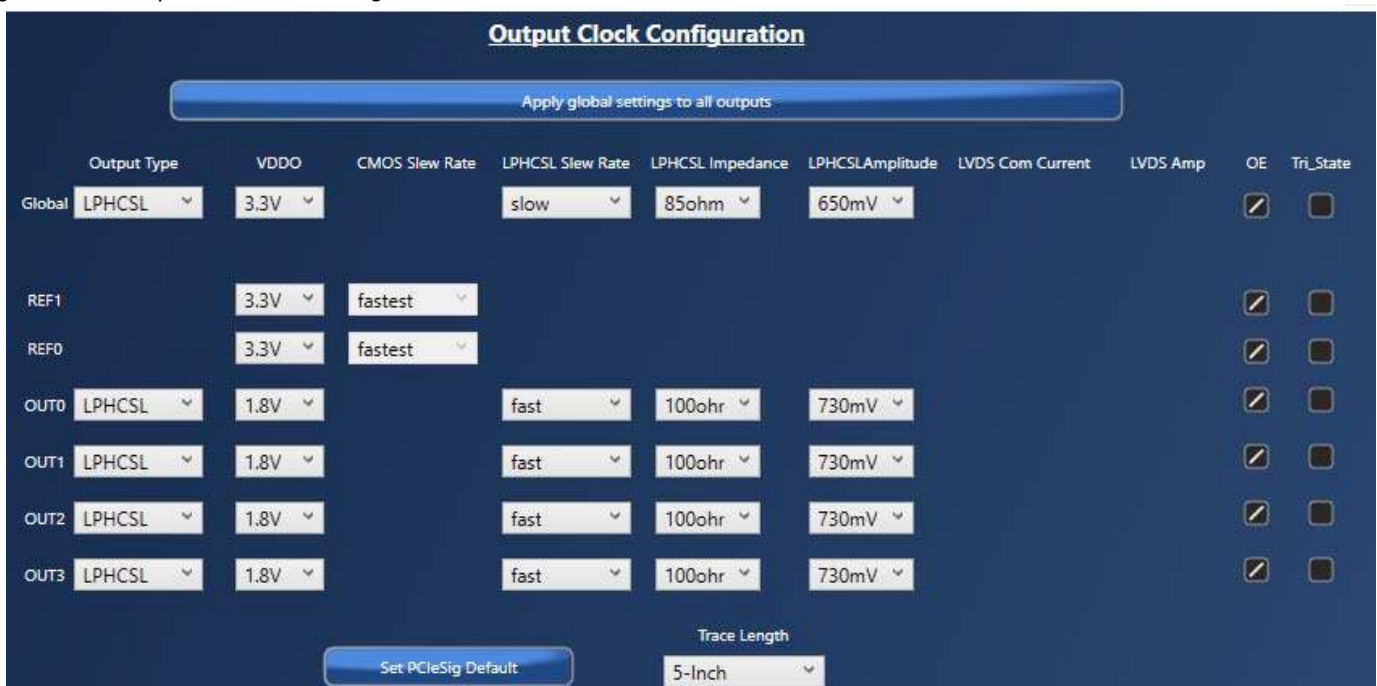 Output Clock Configuration
Apply global settings to all outputs
Output Type VDDO CMOS Slew Rate LPHCSL Slew Rate LPHCSL Impedance LPHCSLAmplitude LVDS Com Current LVDS Amp OE Tri_State
Global LPHCSL 3.3V slow 85ohm 650mV
REF1 3.3V fastest
REF0 3.3V fastest
OUT0 LPHCSL 1.8V fast 100ohr 730mV
OUT1 LPHCSL 1.8V fast 100ohr 730mV
OUT2 LPHCSL 1.8V fast 100ohr 730mV
OUT3 LPHCSL 1.8V fast 100ohr 730mV
Trace Length
Set PCIeSig Default 5-Inch